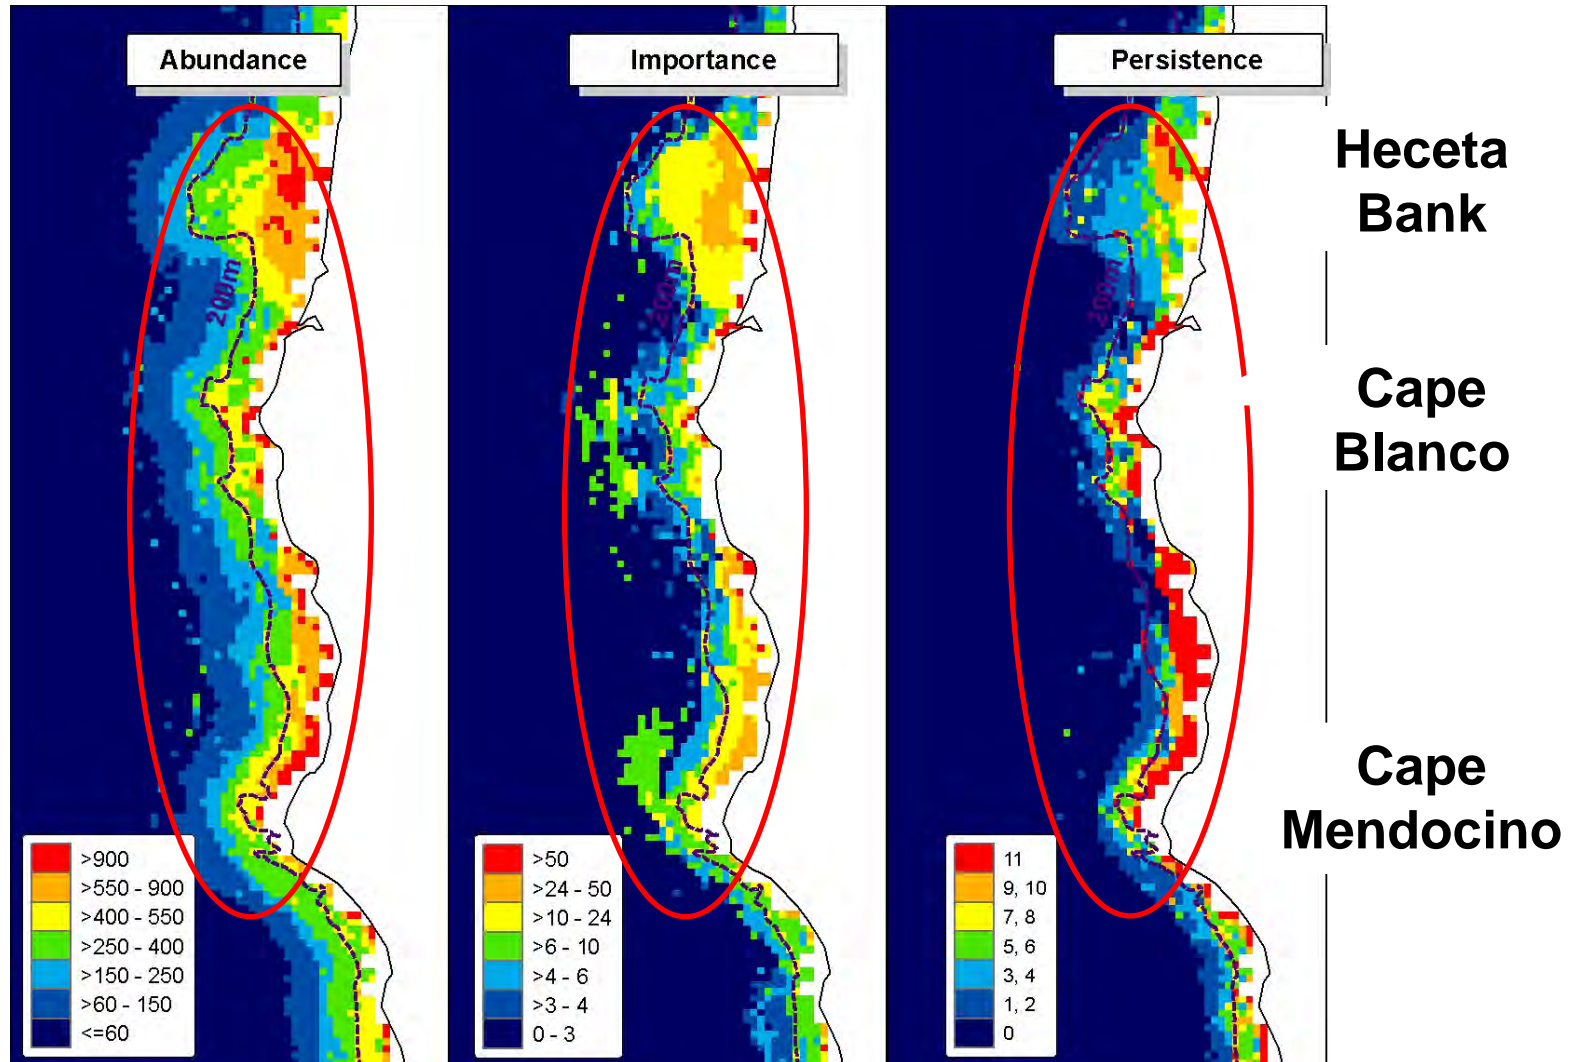 Abundance
Importance
Persistence
Heceta
Bank
200m
200m
200m
Cape
Blanco
Cape
Mendocino
>900
>550 - 900
>400 - 550
>250 - 400
>150 - 250
>60 - 150
<=60
>50
>24 - 50
>10 - 24
>6 - 10
>4 - 6
>3 - 4
0 - 3
11
9, 10
7, 8
5, 6
3, 4
1, 2
0